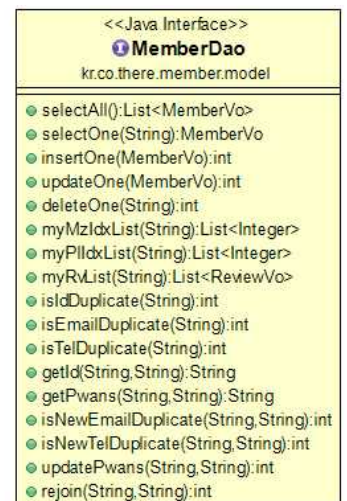 <<Java Interface>>
MemberDao
kr.co.there.member.model
selectAll():List<MemberVo>
selectOne(String):MemberVo
insertOne(MemberVo):int
updateOne(MemberVo):int
deleteOne(String):int
myMzIdxList(String):List<Integer>
myPlIdxList(String):List<Integer>
myRvList(String):List<ReviewVo>
isIdDuplicate(String):int
isEmailDuplicate(String):int
isTelDuplicate(String):int
getId(String,String):String
getPwans(String,String):String
isNewEmailDuplicate(String,String):int
isNewTelDuplicate(String,String):int
updatePwans(String,String):int
rejoin(String,String):int